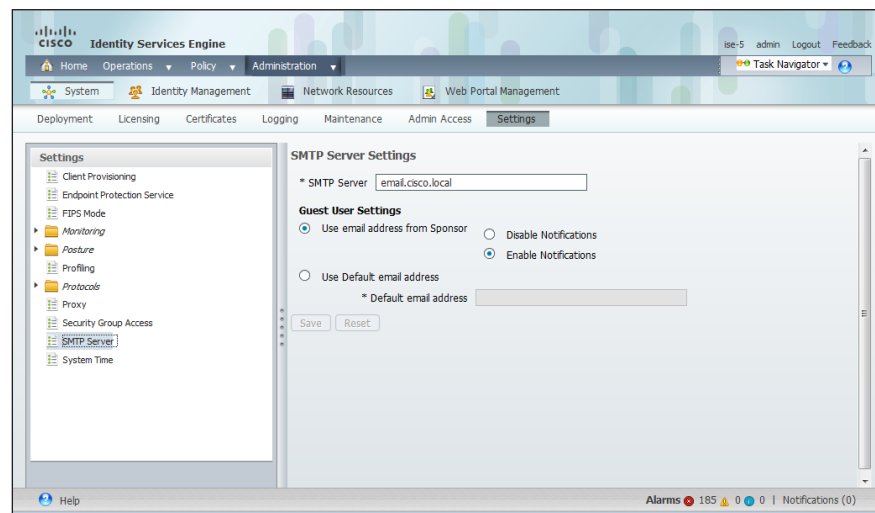 CISCO Identity Services Engine
ise-5 admin Logout Feedback
Home Operations Policy Administration
Task Navigator
System Identity Management Network Resources Web Portal Management
Deployment Licensing Certificates Logging Maintenance Admin Access Settings
Settings
Client Provisioning
Endpoint Protection Service
FIPS Mode
Monitoring
Posture
Profiling
Protocols
Proxy
Security Group Access
SMTP Server
System Time
SMTP Server Settings
* SMTP Server email.cisco.local
Guest User Settings
Use email address from Sponsor
Disable Notifications
Enable Notifications
Use Default email address
* Default email address
Save Reset
Help
Alarms 185 0 0 | Notifications (0)